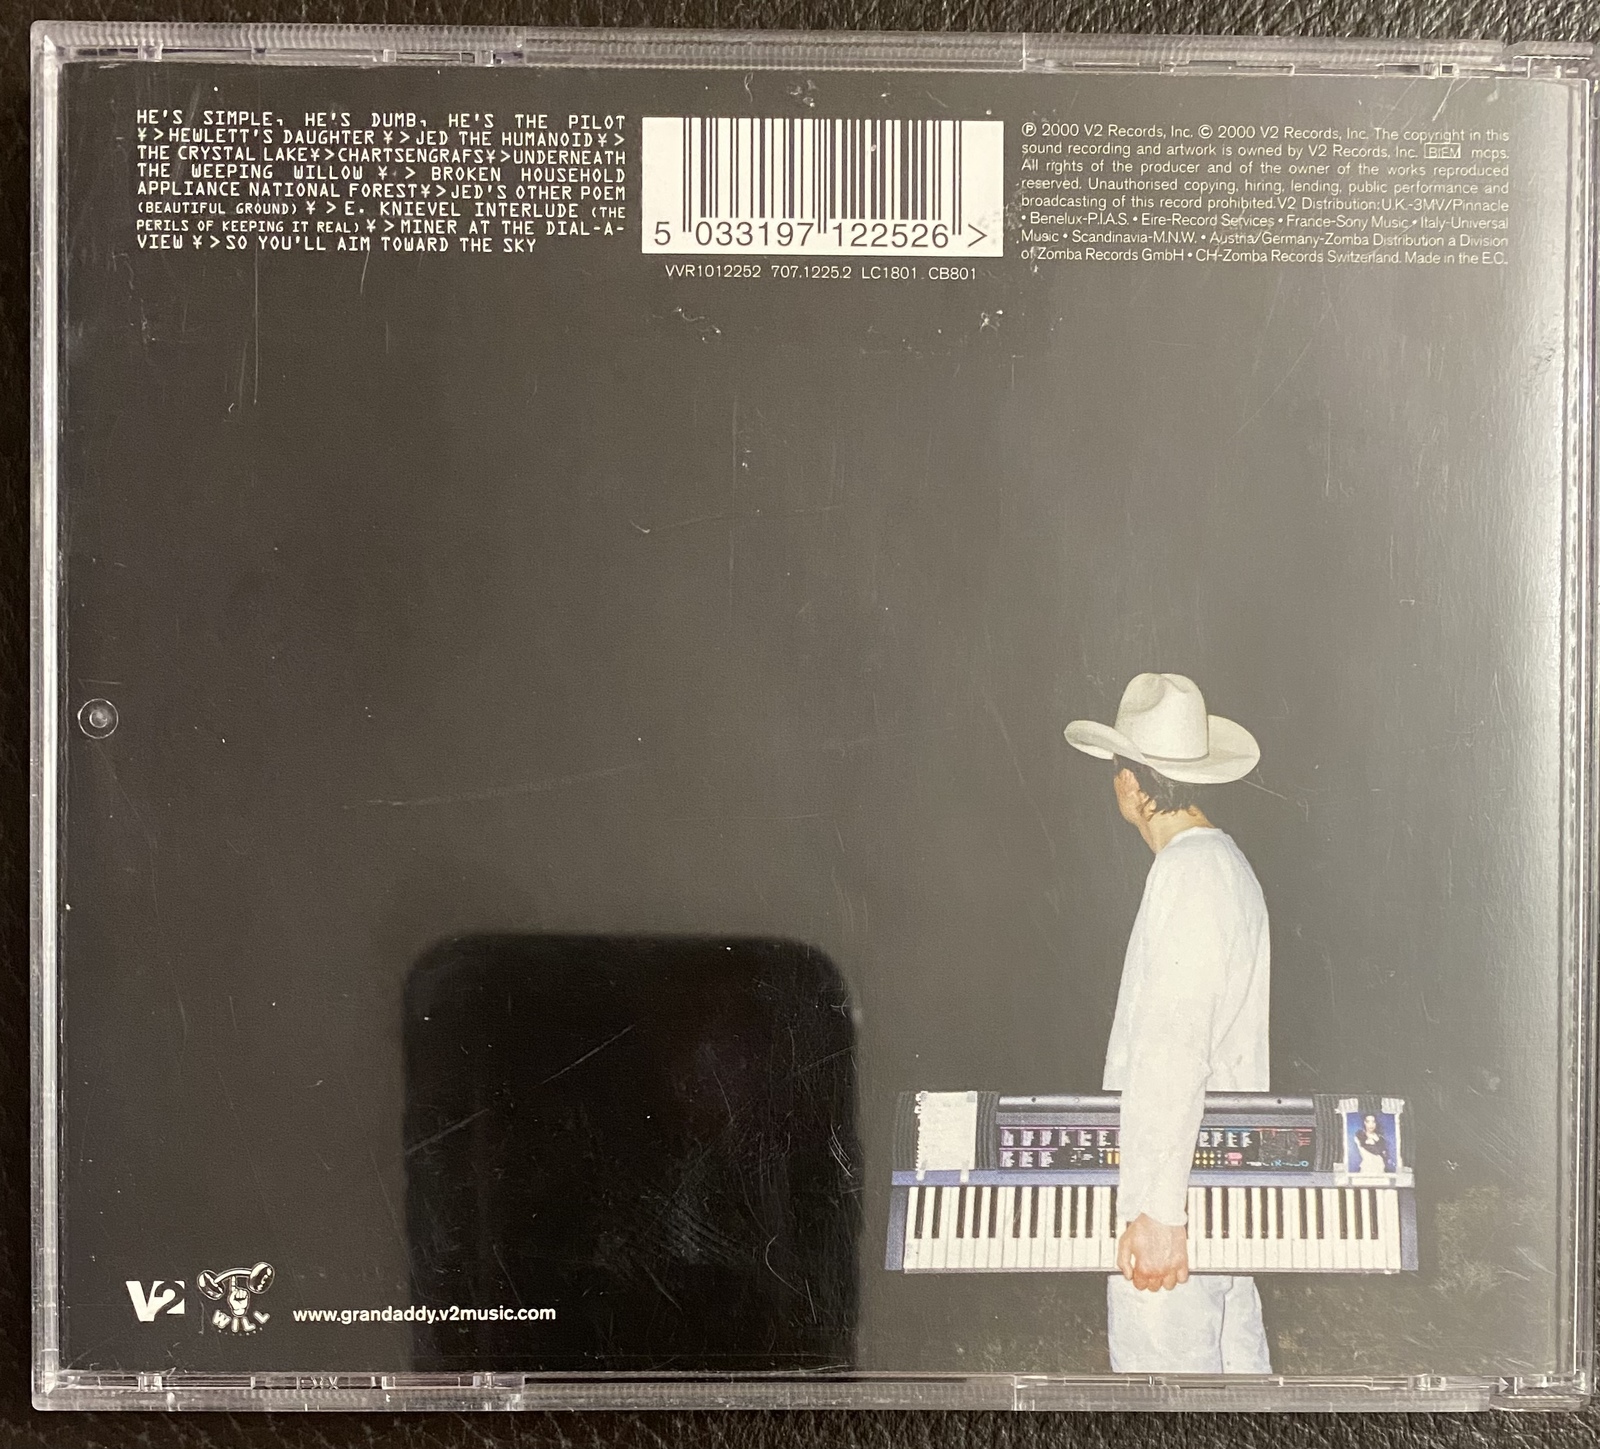 HE'S SIMPLE, HE'S DUMB, HE'S THE PILOT
¥>HEWLETT'S DAUGHTER ¥>JED THE HUMANOID¥>
THE CRYSTAL LAKE¥>CHARTSENGRAFS¥>UNDERNEATH
THE WEEPING WILLOW ¥ > BROKEN HOUSEHOLD
APPLIANCE NATIONAL FOREST¥>JED'S OTHER POEM
(BEAUTIFUL GROUND) ¥ > E. KNIEVEL INTERLUDE (THE
PERILS OF KEEPING IT REAL) ¥ > MINER AT THE DIAL-A-
VIEW ¥ > SO YOU'LL AIM TOWARD THE SKY
5 033197 122526 >
VVR1012252 707.1225.2 LC1801.CB801
Ⓟ 2000 V2 Records, Inc. © 2000 V2 Records, Inc. The copyright in this
sound recording and artwork is owned by V2 Records, Inc. BIEM mcps.
All rights of the producer and of the owner of the works reproduced
reserved. Unauthorised copying, hiring, lending, public performance and
broadcasting of this record prohibited. V2 Distribution: U.K.-3MV/Pinnacle
• Benelux-P.I.A.S. • Eire-Record Services • France-Sony Music • Italy-Universal
Music • Scandinavia-M.N.W. • Austria/Germany-Zomba Distribution a Division
of Zomba Records GmbH • CH-Zomba Records Switzerland. Made in the E.C.
V2
WILL
www.grandaddy.v2music.com